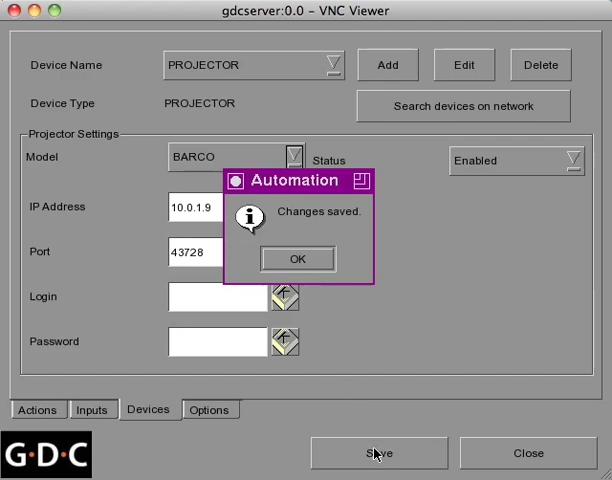 gdcserver:0.0 – VNC Viewer
Device Name
PROJECTOR
Add
Edit
Delete
Device Type
PROJECTOR
Search devices on network
Projector Settings
Model
BARCO
Status
Enabled
Automation
Changes saved.
OK
IP Address
10.0.1.9
Port
43728
Login
Password
Actions
Inputs
Devices
Options
G·D·C
Save
Close